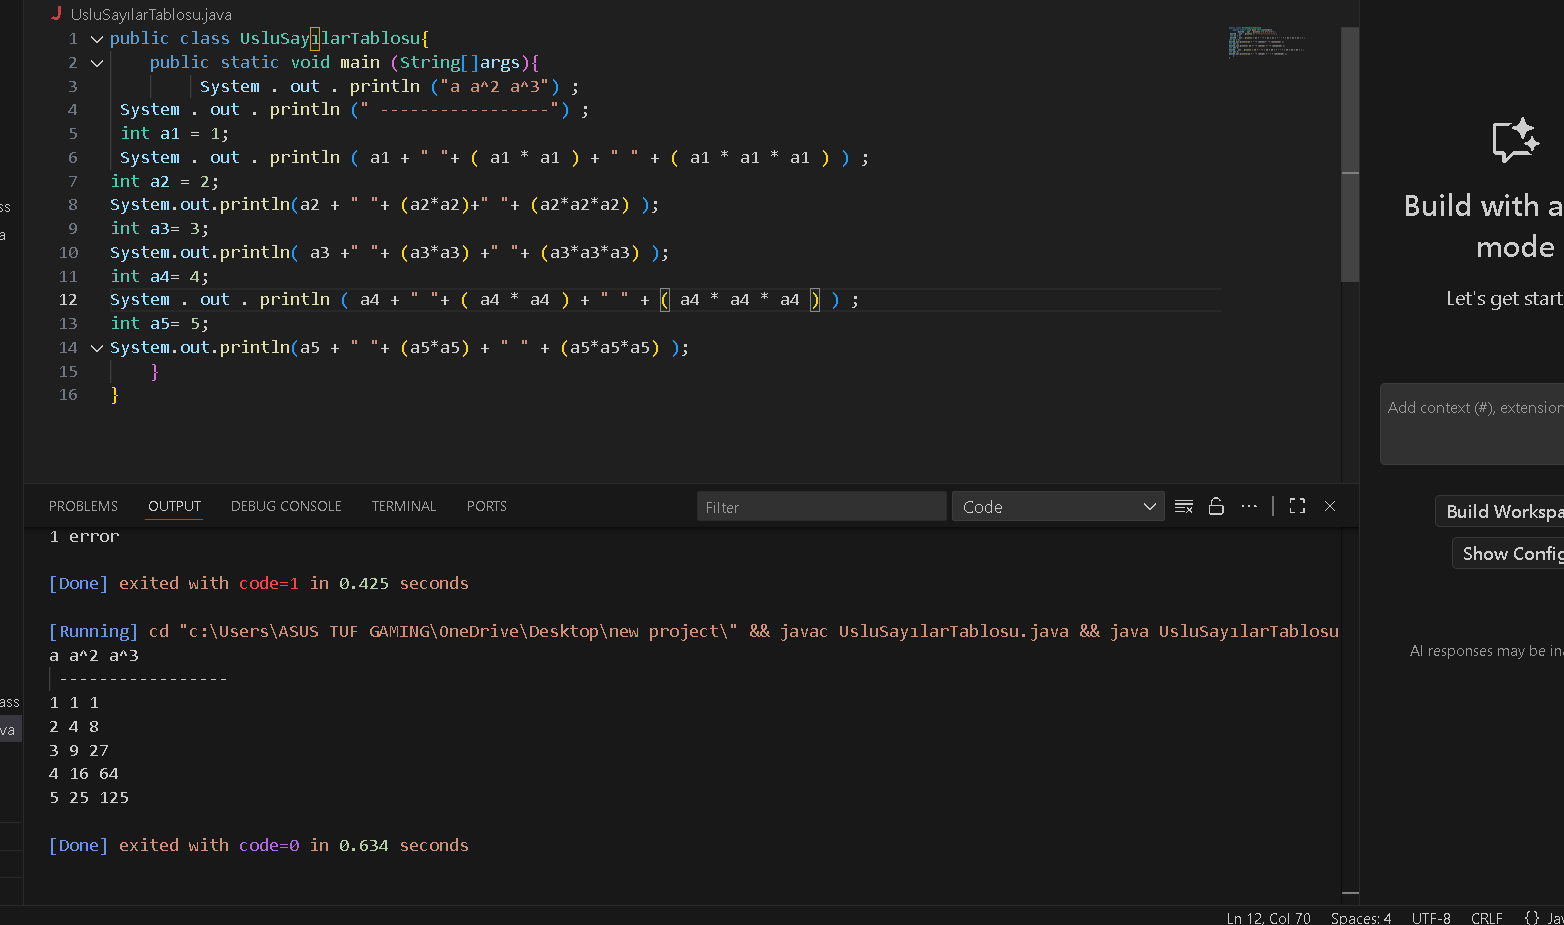 UsluSayılarTablosu.java
1 public class UsluSayılarTablosu{
2 public static void main (String[]args){
3 System . out . println ("a a^2 a^3") ;
4 System . out . println (" -----------------") ;
5 int a1 = 1;
6 System . out . println ( a1 + " "+ ( a1 * a1 ) + " " + ( a1 * a1 * a1 ) ) ;
7 int a2 = 2;
8 System.out.println(a2 + " "+ (a2*a2)+" "+ (a2*a2*a2) );
9 int a3= 3;
10 System.out.println( a3 +" "+ (a3*a3) +" "+ (a3*a3*a3) );
11 int a4= 4;
12 System . out . println ( a4 + " "+ ( a4 * a4 ) + " " + ( a4 * a4 * a4 ) ) ;
13 int a5= 5;
14 System.out.println(a5 + " "+ (a5*a5) + " " + (a5*a5*a5) );
15 }
16 }
ss
a
ass
va
PROBLEMS OUTPUT DEBUG CONSOLE TERMINAL PORTS Filter Code
1 error
[Done] exited with code=1 in 0.425 seconds
[Running] cd "c:\Users\ASUS TUF GAMING\OneDrive\Desktop\new project\" && javac UsluSayılarTablosu.java && java UsluSayılarTablosu
a a^2 a^3
-----------------
1 1 1
2 4 8
3 9 27
4 16 64
5 25 125
[Done] exited with code=0 in 0.634 seconds
Build with a
mode
Let's get start
Add context (#), extension
Build Workspa
Show Config
AI responses may be ina
Ln 12, Col 70 Spaces: 4 UTF-8 CRLF {} Jav